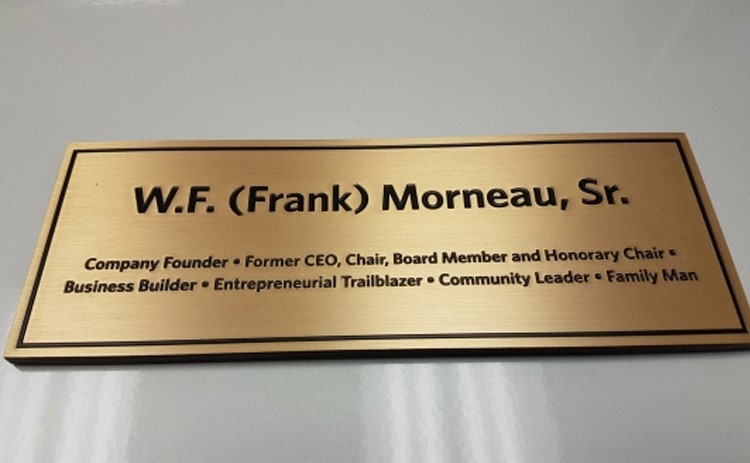 W.F. (Frank) Morneau, Sr.
Company Founder • Former CEO, Chair, Board Member and Honorary Chair •
Business Builder • Entrepreneurial Trailblazer • Community Leader • Family Man